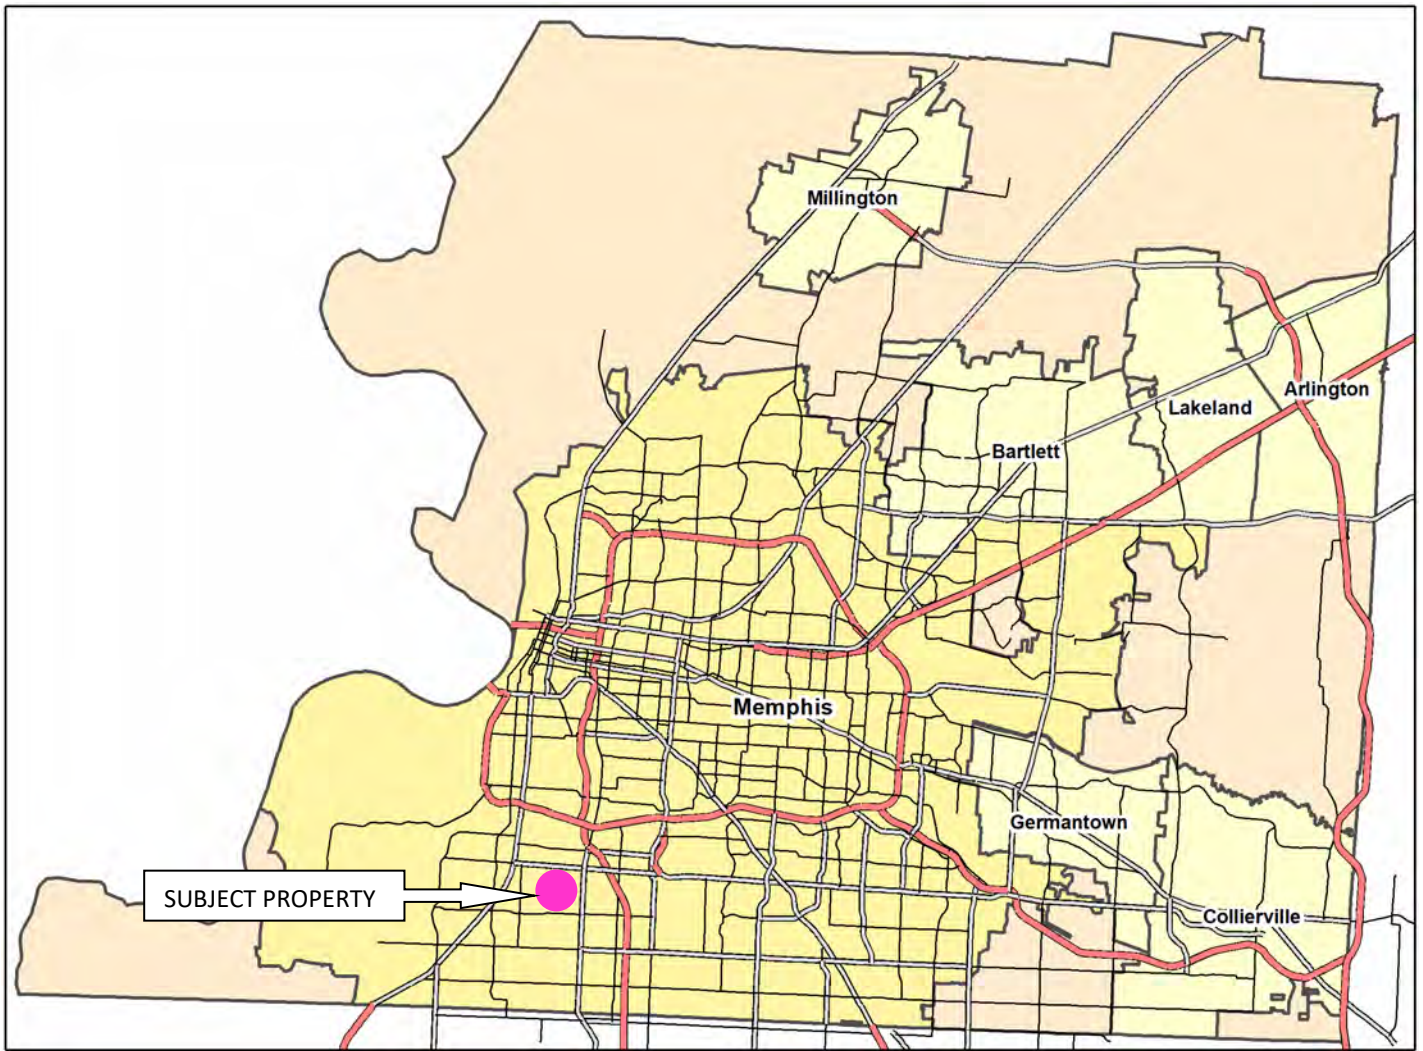 Millington
Arlington
Lakeland
Bartlett
Memphis
Germantown
SUBJECT PROPERTY
Collierville